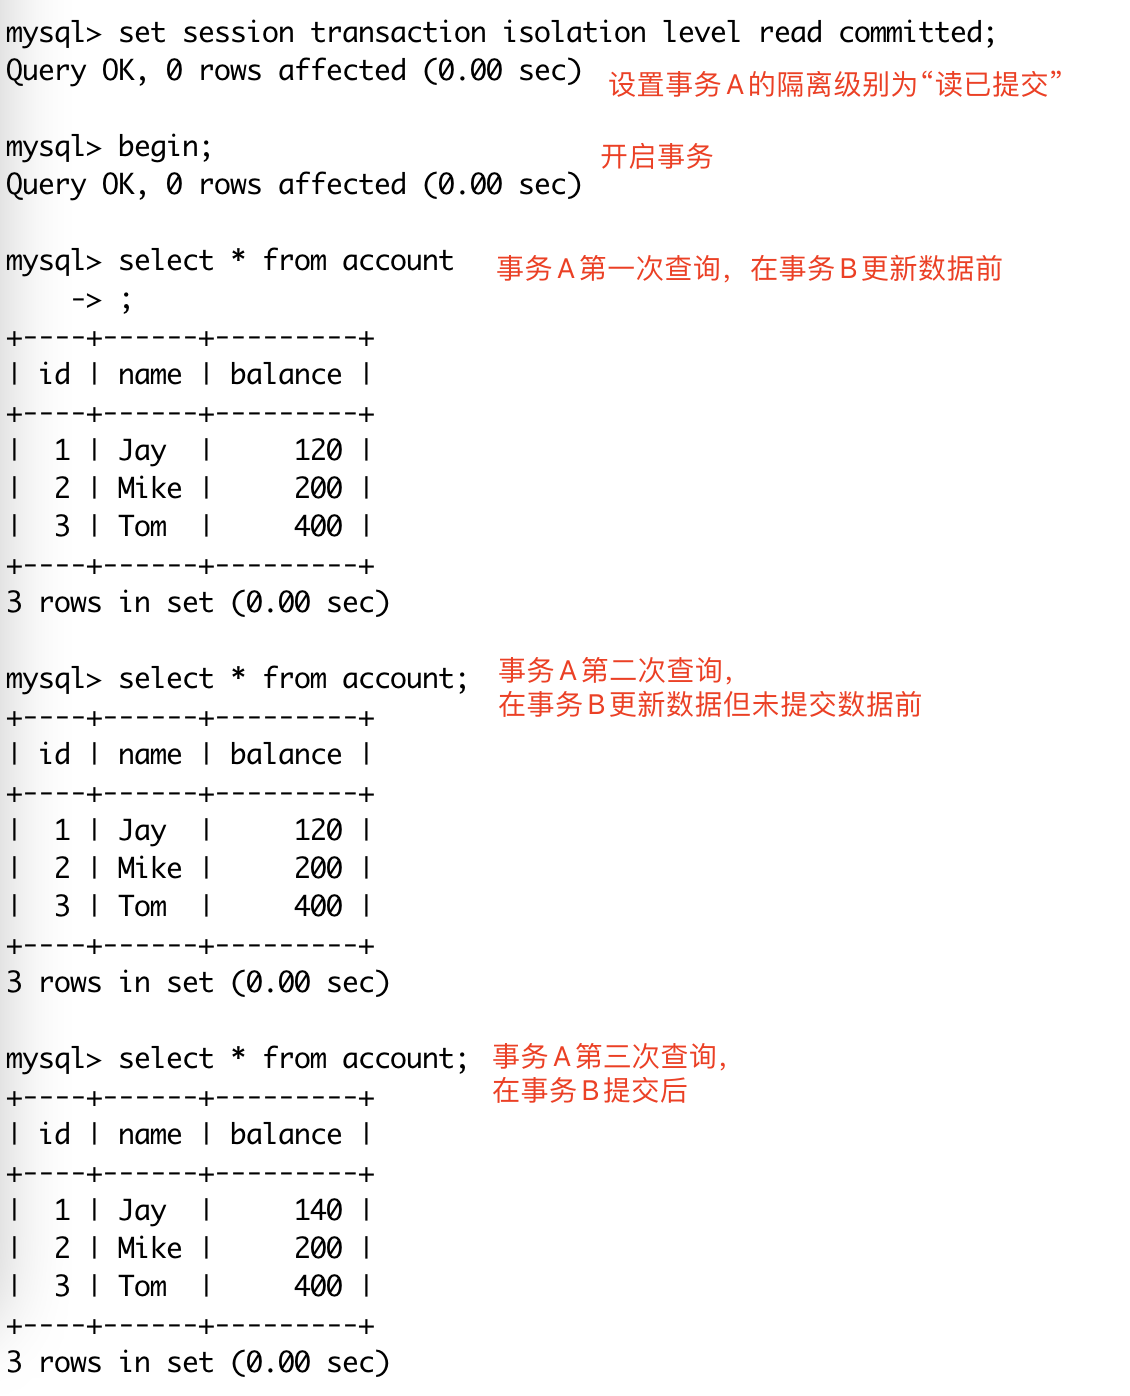 mysql> set session transaction isolation level read committed;
Query OK, 0 rows affected (0.00 sec)
设置事务A的隔离级别为“读已提交”
mysql> begin;
开启事务
Query OK, 0 rows affected (0.00 sec)
mysql> select * from account
事务A第一次查询，在事务B更新数据前
    -> ;
+----+------+---------+
| id | name | balance |
+----+------+---------+
|  1 | Jay  |     120 |
|  2 | Mike |     200 |
|  3 | Tom  |     400 |
+----+------+---------+
3 rows in set (0.00 sec)
mysql> select * from account;
事务A第二次查询，
在事务B更新数据但未提交数据前
+----+------+---------+
| id | name | balance |
+----+------+---------+
|  1 | Jay  |     120 |
|  2 | Mike |     200 |
|  3 | Tom  |     400 |
+----+------+---------+
3 rows in set (0.00 sec)
mysql> select * from account;
事务A第三次查询，
在事务B提交后
+----+------+---------+
| id | name | balance |
+----+------+---------+
|  1 | Jay  |     140 |
|  2 | Mike |     200 |
|  3 | Tom  |     400 |
+----+------+---------+
3 rows in set (0.00 sec)